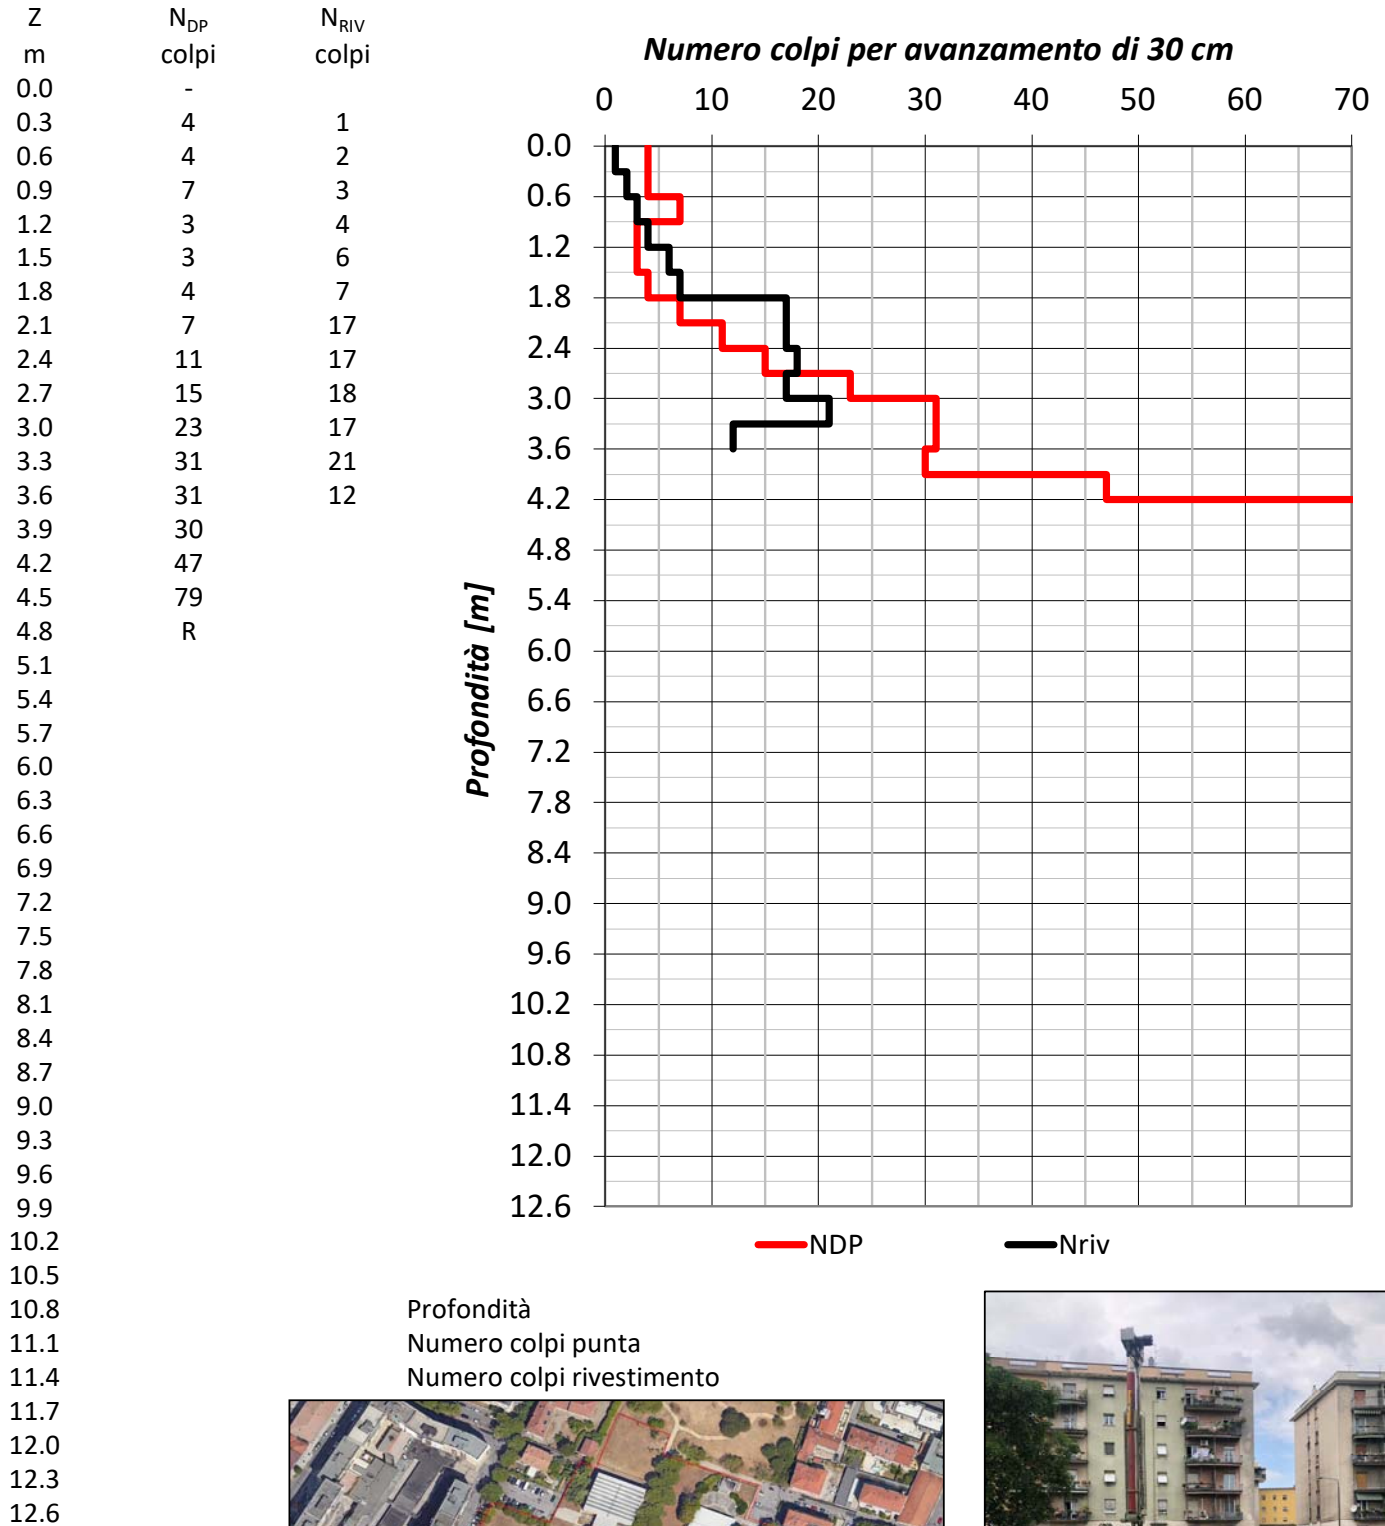 Z N_DP N_RIV
m colpi colpi
0.0 -
0.3 4 1
0.6 4 2
0.9 7 3
1.2 3 4
1.5 3 6
1.8 4 7
2.1 7 17
2.4 11 17
2.7 15 18
3.0 23 17
3.3 31 21
3.6 31 12
3.9 30
4.2 47
4.5 79
4.8 R
5.1
5.4
5.7
6.0
6.3
6.6
6.9
7.2
7.5
7.8
8.1
8.4
8.7
9.0
9.3
9.6
9.9
10.2
10.5
10.8
11.1
11.4
11.7
12.0
12.3
12.6
Numero colpi per avanzamento di 30 cm
0 10 20 30 40 50 60 70
0.0
0.6
1.2
1.8
2.4
3.0
3.6
4.2
4.8
5.4
6.0
6.6
7.2
7.8
8.4
9.0
9.6
10.2
10.8
11.4
12.0
12.6
Profondità [m]
NDP Nriv
Profondità
Numero colpi punta
Numero colpi rivestimento